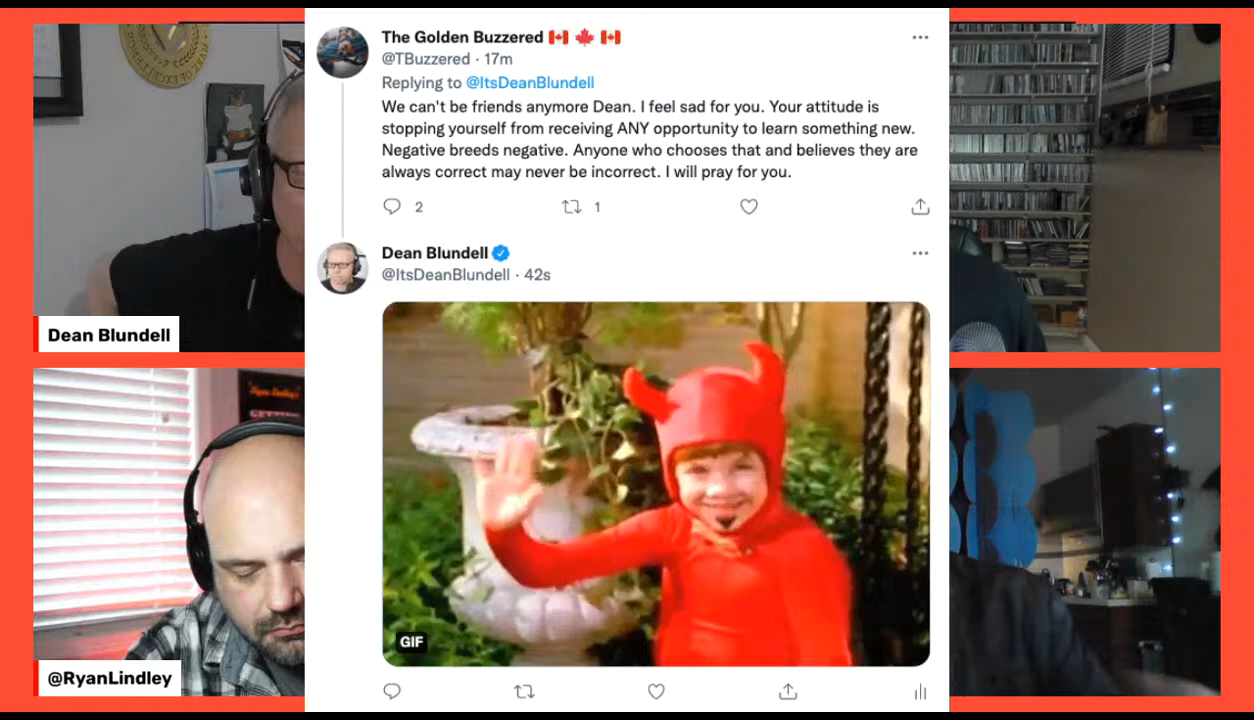 The Golden Buzzered 🇨🇦 🍁 🇨🇦
@TBuzzered · 17m
Replying to @ItsDeanBlundell
We can't be friends anymore Dean. I feel sad for you. Your attitude is
stopping yourself from receiving ANY opportunity to learn something new.
Negative breeds negative. Anyone who chooses that and believes they are
always correct may never be incorrect. I will pray for you.
2 1
Dean Blundell
@ItsDeanBlundell · 42s
GIF
Dean Blundell
@RyanLindley